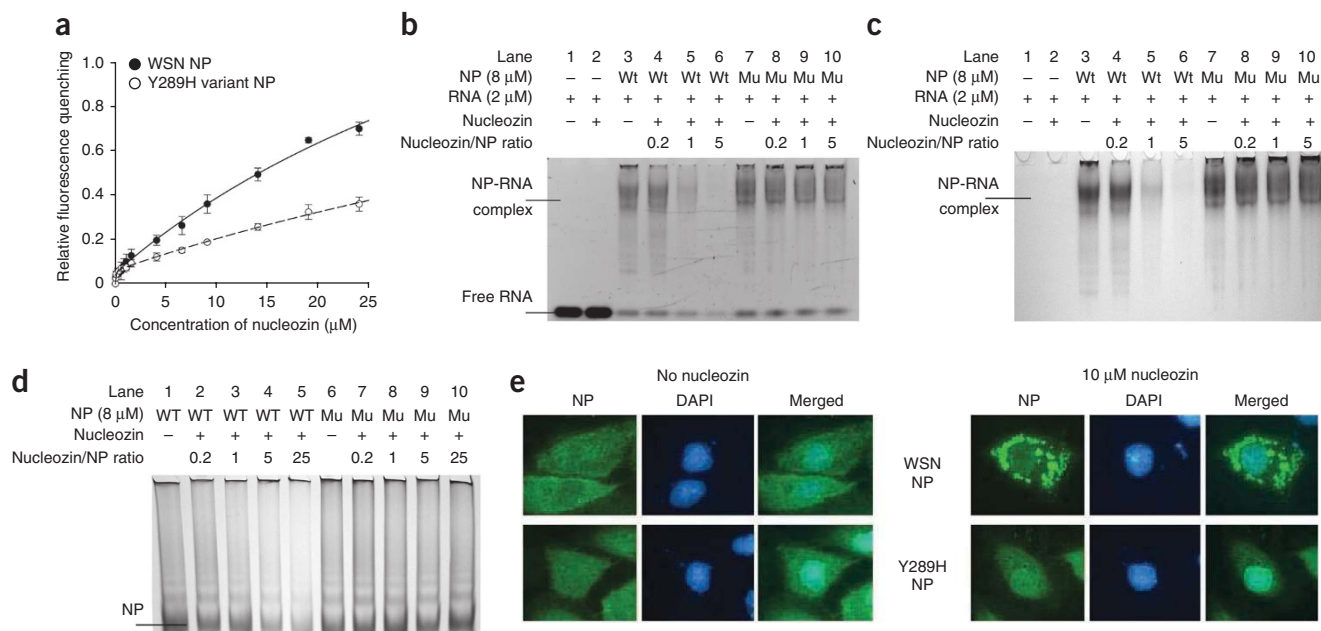 a
Relative fluorescence quenching
1.0
0.8
0.6
0.4
0.2
0
WSN NP
Y289H variant NP
0 5 10 15 20 25
Concentration of nucleozin (μM)
b
Lane 1 2 3 4 5 6 7 8 9 10
NP (8 μM) – – Wt Wt Wt Wt Mu Mu Mu Mu
RNA (2 μM) + + + + + + + + + +
Nucleozin – + – + + + – + + +
Nucleozin/NP ratio 0.2 1 5 0.2 1 5
NP-RNA
complex
Free RNA
c
Lane 1 2 3 4 5 6 7 8 9 10
NP (8 μM) – – Wt Wt Wt Wt Mu Mu Mu Mu
RNA (2 μM) + + + + + + + + + +
Nucleozin – + – + + + – + + +
Nucleozin/NP ratio 0.2 1 5 0.2 1 5
NP-RNA
complex
d
Lane 1 2 3 4 5 6 7 8 9 10
NP (8 μM) WT WT WT WT WT Mu Mu Mu Mu Mu
Nucleozin – + + + + – + + + +
Nucleozin/NP ratio 0.2 1 5 25 0.2 1 5 25
NP
e
No nucleozin
NP DAPI Merged
10 μM nucleozin
NP DAPI Merged
WSN
NP
Y289H
NP